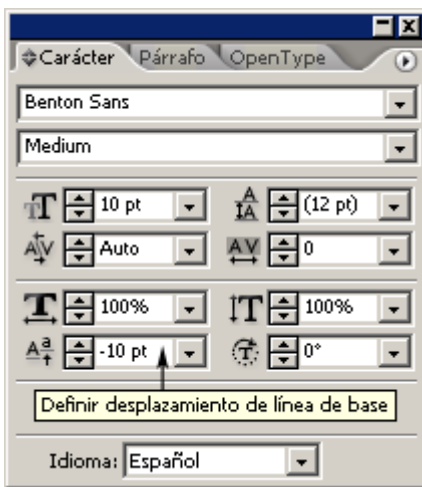 Carácter Párrafo OpenType
Benton Sans
Medium
10 pt (12 pt)
Auto 0
100% 100%
-10 pt 0°
Definir desplazamiento de línea de base
Idioma: Español